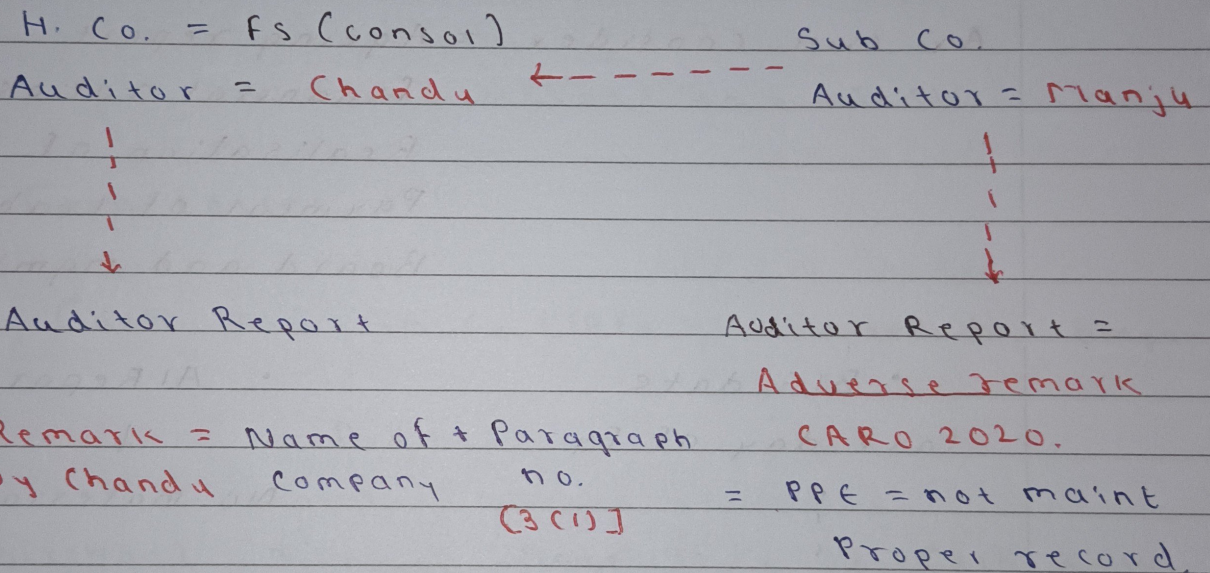 H. Co. = FS (consol)
Sub Co.
Auditor = Chandu
Auditor = Manju
Auditor Report
Auditor Report =
Adverse remark
CARO 2020.
= PPE = not maint
Proper record.
Remark = Name of + Paragraph
y Chandu company no.
[3(1)]